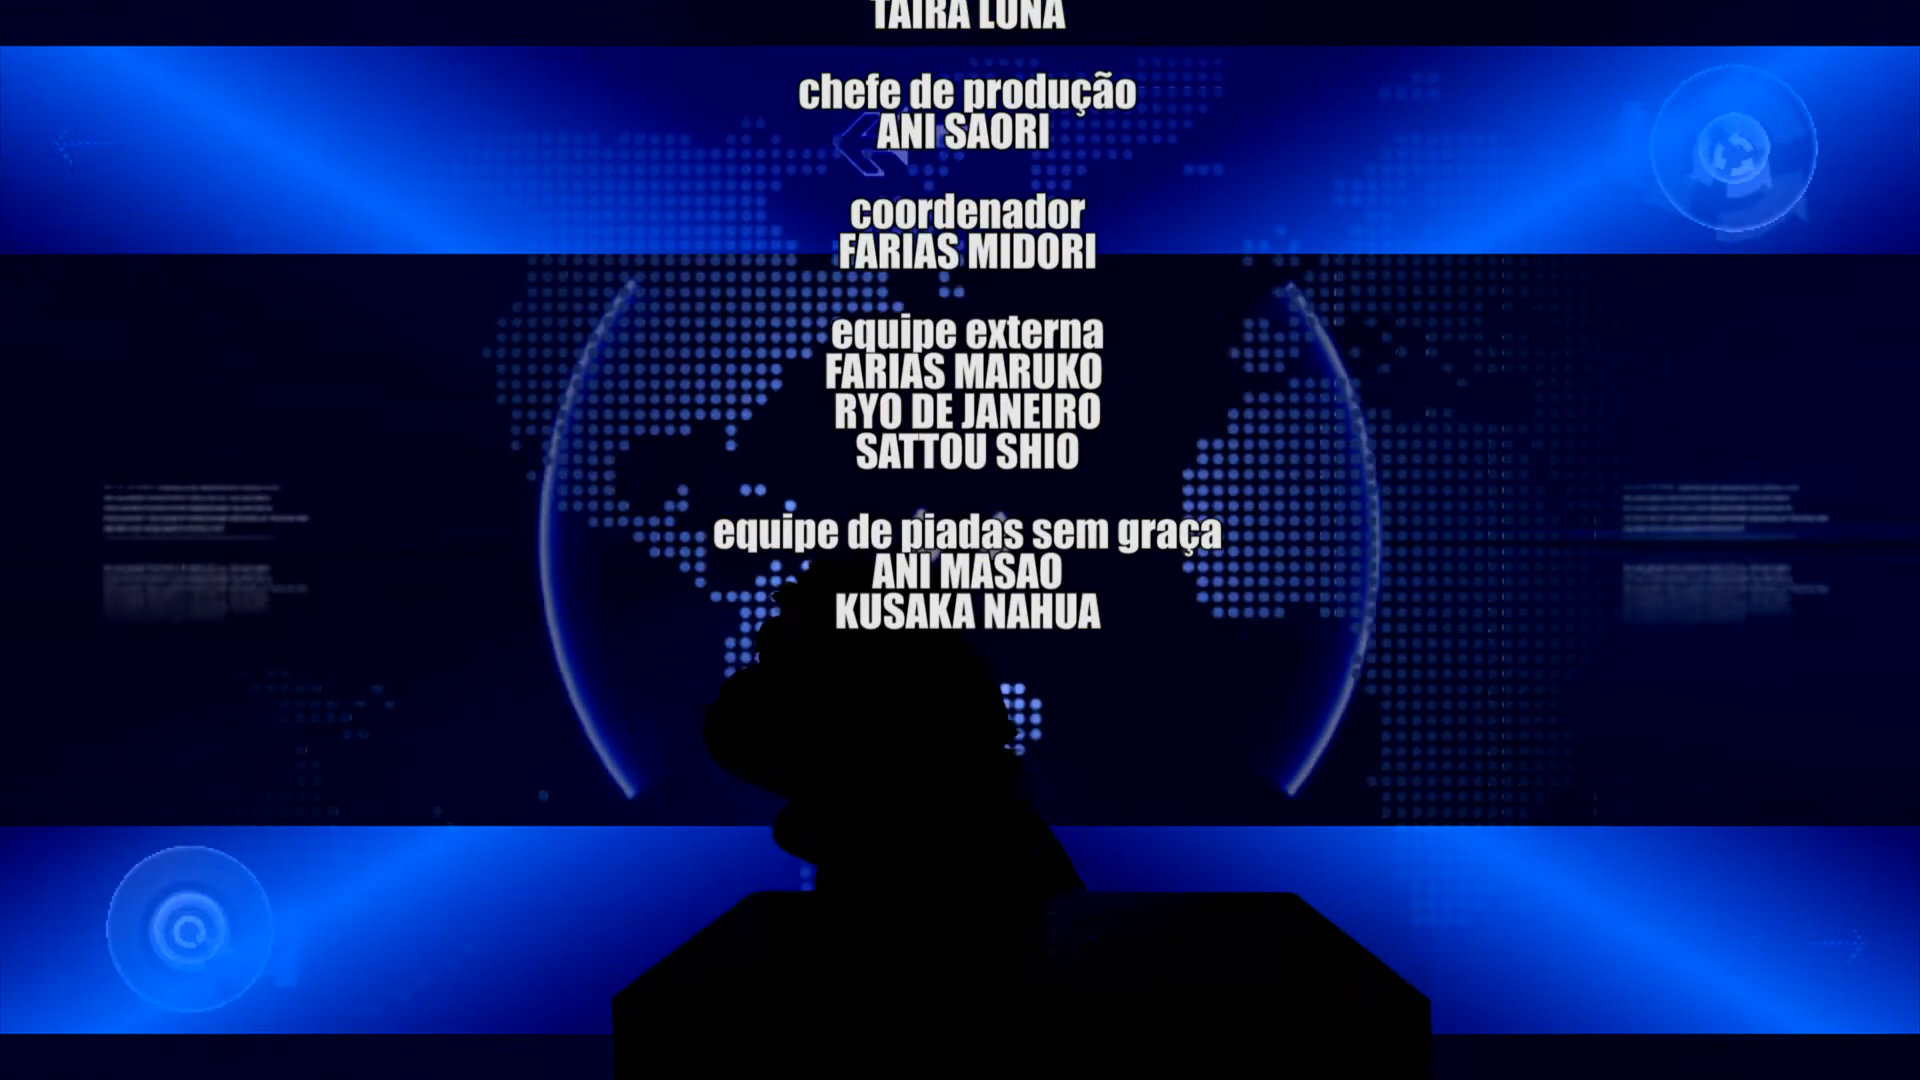 TAIRA LUNA
chefe de produção
ANI SAORI
coordenador
FARIAS MIDORI
equipe externa
FARIAS MARUKO
RYO DE JANEIRO
SATTOU SHIO
equipe de piadas sem graça
ANI MASAO
KUSAKA NAHUA